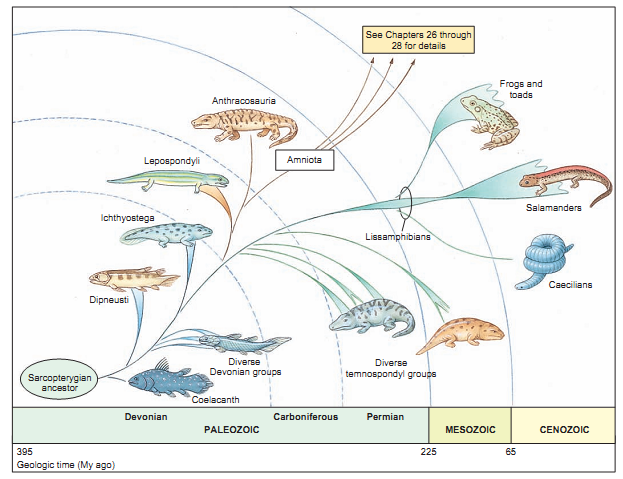 See Chapters 26 through
28 for details
Frogs and
toads
Anthracosauria
Amniota
Lepospondyli
Salamanders
Ichthyostega
Lissamphibians
Caecilians
Dipneusti
Diverse
Devonian groups
Diverse
temnospondyl groups
Sarcopterygian
ancestor
Coelacanth
Devonian
Carboniferous
Permian
PALEOZOIC
MESOZOIC
CENOZOIC
395
225
65
Geologic time (My ago)